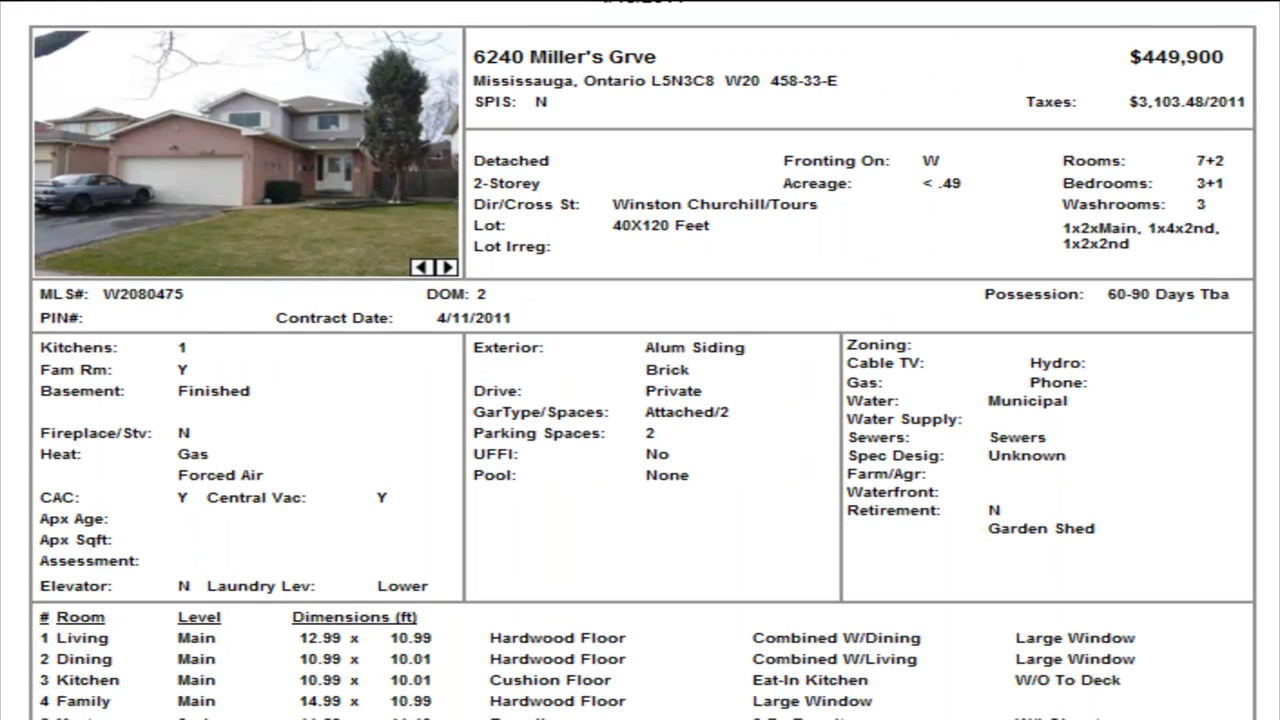 6240 Miller's Grve $449,900
Mississauga, Ontario L5N3C8 W20 458-33-E
SPIS: N Taxes: $3,103.48/2011
Detached Fronting On: W Rooms: 7+2
2-Storey Acreage: < .49 Bedrooms: 3+1
Dir/Cross St: Winston Churchill/Tours Washrooms: 3
Lot: 40X120 Feet 1x2xMain, 1x4x2nd,
Lot Irreg: 1x2x2nd
MLS#: W2080475 DOM: 2 Possession: 60-90 Days Tba
PIN#: Contract Date: 4/11/2011
Kitchens: 1
Fam Rm: Y
Basement: Finished
Fireplace/Stv: N
Heat: Gas
Forced Air
CAC: Y Central Vac: Y
Apx Age:
Apx Sqft:
Assessment:
Elevator: N Laundry Lev: Lower
Exterior: Alum Siding
Brick
Drive: Private
GarType/Spaces: Attached/2
Parking Spaces: 2
UFFI: No
Pool: None
Zoning:
Cable TV: Hydro:
Gas: Phone:
Water: Municipal
Water Supply:
Sewers: Sewers
Spec Desig: Unknown
Farm/Agr:
Waterfront:
Retirement: N
Garden Shed
# Room Level Dimensions (ft)
1 Living Main 12.99 x 10.99 Hardwood Floor Combined W/Dining Large Window
2 Dining Main 10.99 x 10.01 Hardwood Floor Combined W/Living Large Window
3 Kitchen Main 10.99 x 10.01 Cushion Floor Eat-In Kitchen W/O To Deck
4 Family Main 14.99 x 10.99 Hardwood Floor Large Window